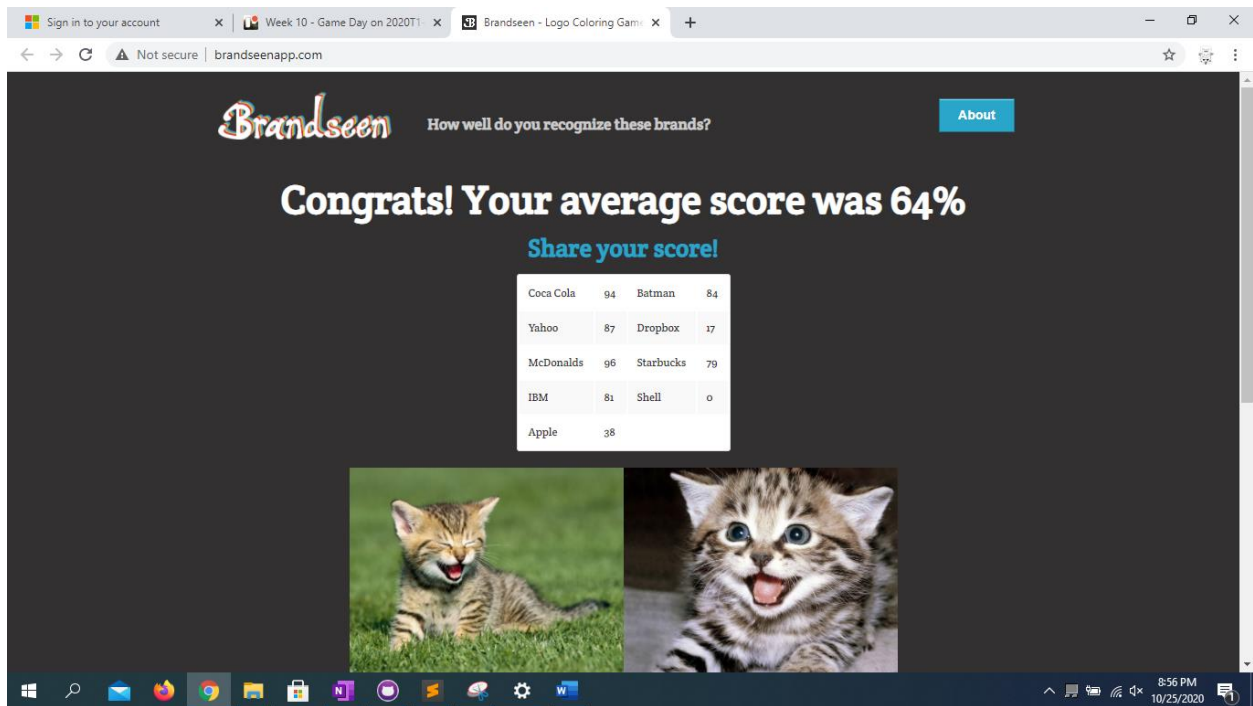 Sign in to your account
Week 10 - Game Day on 2020T1-
Brandseen - Logo Coloring Game
Not secure | brandseenapp.com
Brandseen
How well do you recognize these brands?
About
Congrats! Your average score was 64%
Share your score!
Coca Cola 94 Batman 84
Yahoo 87 Dropbox 17
McDonalds 96 Starbucks 79
IBM 81 Shell 0
Apple 38
8:56 PM
10/25/2020